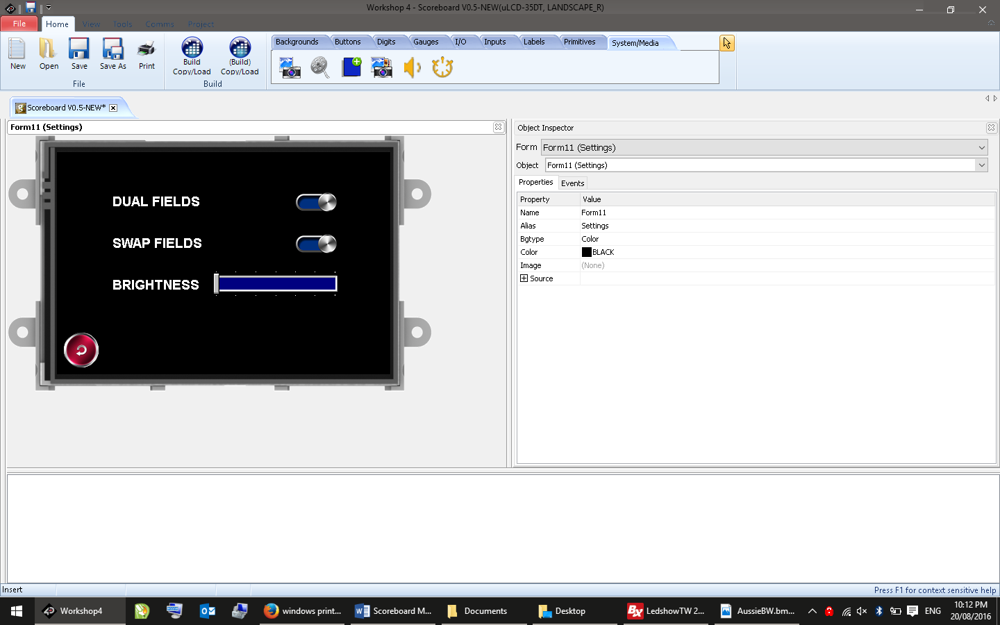 Workshop 4 - Scoreboard V0.5-NEW(uLCD-35DT, LANDSCAPE_R)
File Home View Tools Comms Project
New Open Save Save As Print
File
Build Copy/Load
(Build) Copy/Load
Build
Backgrounds Buttons Digits Gauges I/O Inputs Labels Primitives System/Media
Scoreboard V0.5-NEW*
Form11 (Settings)
DUAL FIELDS
SWAP FIELDS
BRIGHTNESS
Object Inspector
Form Form11 (Settings)
Object Form11 (Settings)
Properties Events
Property Value
Name Form11
Alias Settings
Bgtype Color
Color BLACK
Image (None)
Source
Insert
Press F1 for context sensitive help
Workshop4
windows print...
Scoreboard M...
Documents
Desktop
BX LedshowTW 2...
AussieBW.bm...
ENG
10:12 PM
20/08/2016